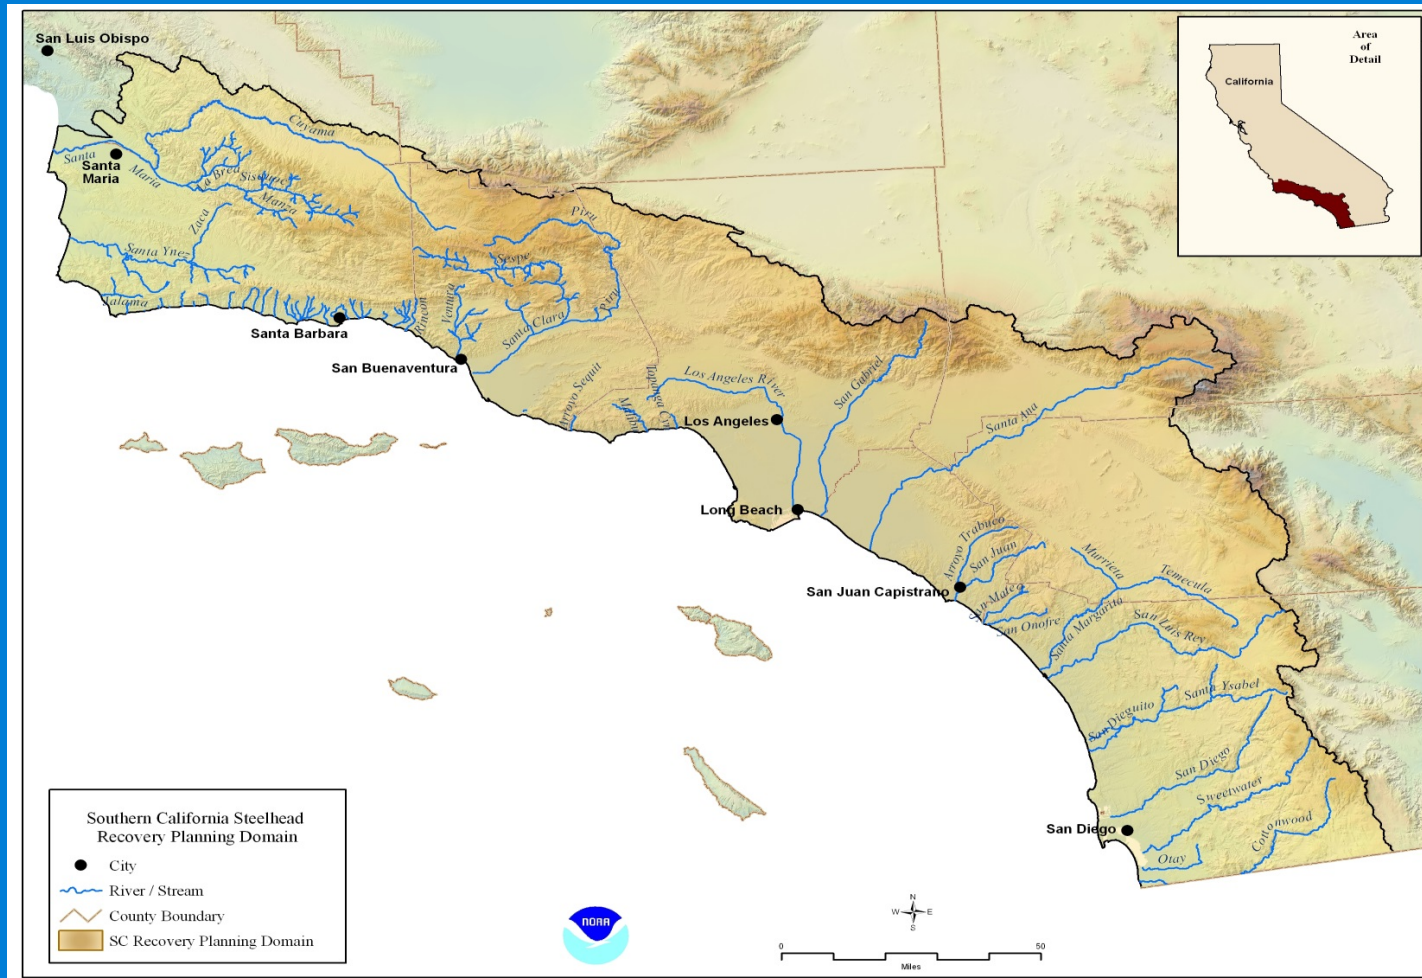 San Luis Obispo
Area
of
Detail
California
Cuyama
Santa
Maria
Santa
Maria
La Brea
Sisquoc
Manza
Zaca
Santa Ynez
Jalama
Santa Barbara
Piru
Sespe
Piru
Rincon
Ventura
Santa Clara
San Buenaventura
Arroyo Sequit
Malibu
Topanga Cyn
Los Angeles River
San Gabriel
Los Angeles
Santa Ana
Long Beach
Arroyo Trabuco
San Juan
San Juan Capistrano
San Mateo
San Onofre
Murrieta
Temecula
Santa Margarita
San Luis Rey
San Dieguito
Santa Ysabel
San Diego
Sweetwater
San Diego
Cottonwood
Otay
Southern California Steelhead
Recovery Planning Domain
City
River / Stream
County Boundary
SC Recovery Planning Domain
NOAA
N
W E
S
0 50
Miles